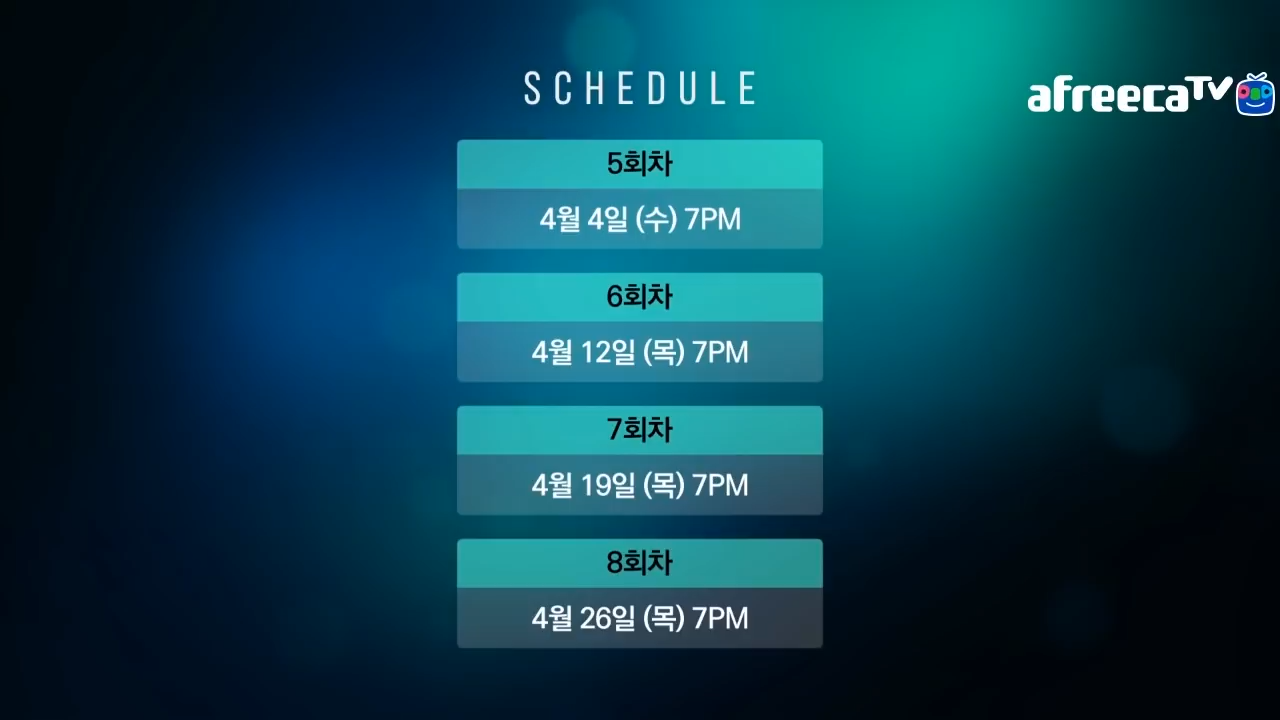 SCHEDULE
afreecaTV
5회차
4월 4일 (수) 7PM
6회차
4월 12일 (목) 7PM
7회차
4월 19일 (목) 7PM
8회차
4월 26일 (목) 7PM